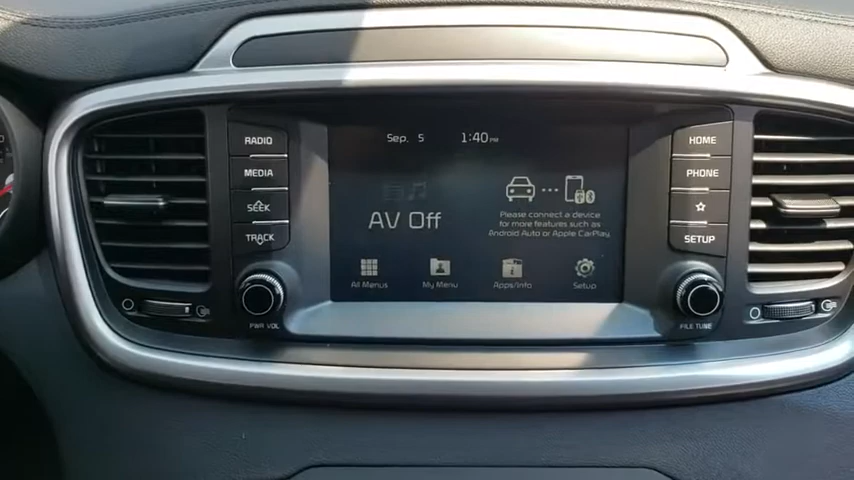 RADIO
MEDIA
SEEK
TRACK
PWR VOL
Sep. 5 1:40PM
AV Off
Please connect a device
for more features such as
Android Auto or Apple CarPlay.
All Menus
My Menu
Apps/Info
Setup
HOME
PHONE
SETUP
FILE TUNE